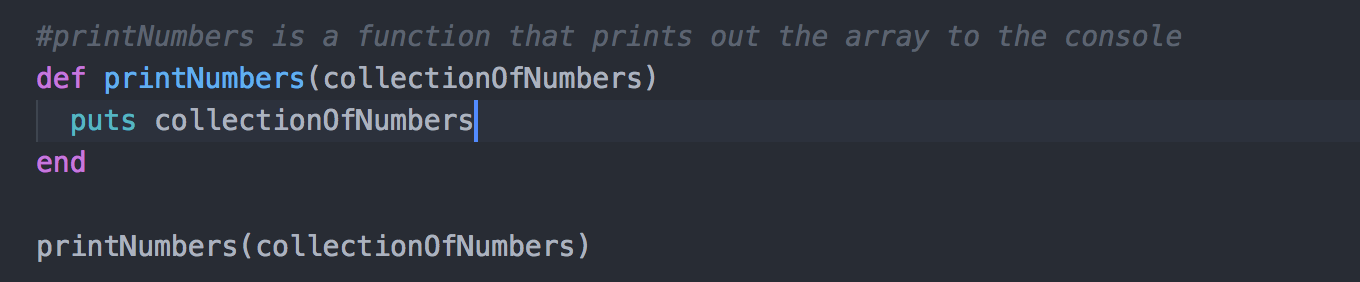 #printNumbers is a function that prints out the array to the console
def printNumbers(collectionOfNumbers)
  puts collectionOfNumbers
end

printNumbers(collectionOfNumbers)